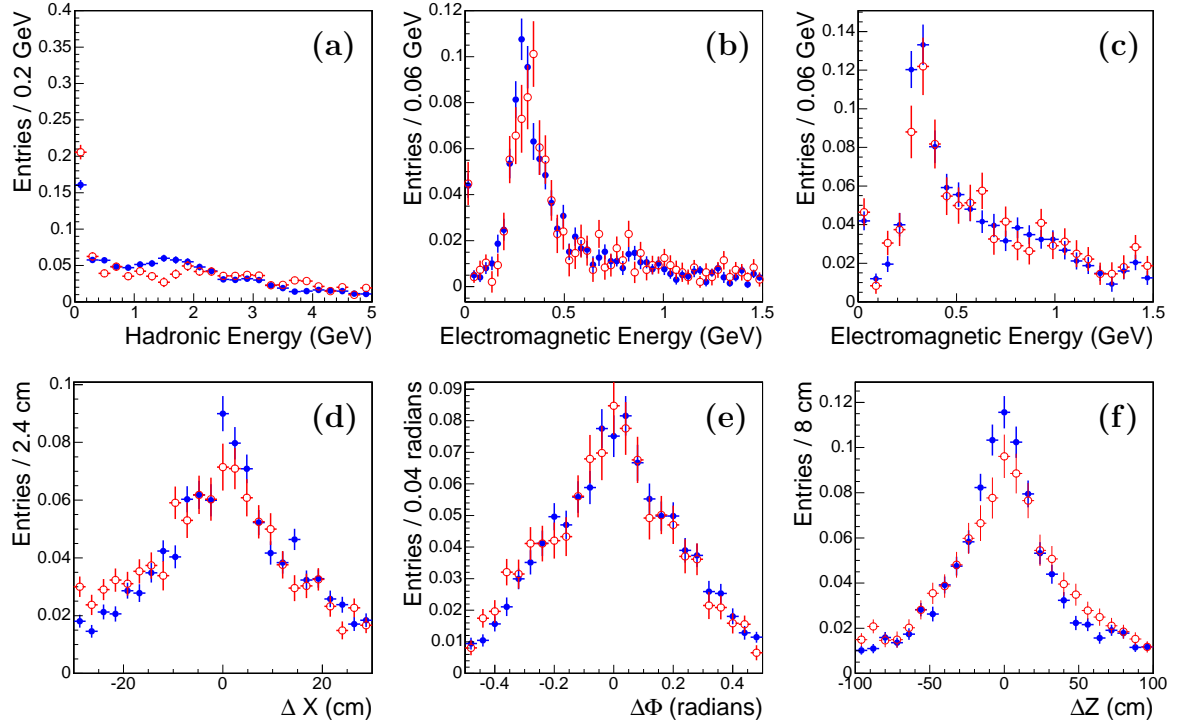 (a)
Entries / 0.2 GeV
0.4
0.35
0.3
0.25
0.2
0.15
0.1
0.05
0
0 1 2 3 4 5
Hadronic Energy (GeV)
(b)
Entries / 0.06 GeV
0.12
0.1
0.08
0.06
0.04
0.02
0
0 0.5 1 1.5
Electromagnetic Energy (GeV)
(c)
Entries / 0.06 GeV
0.14
0.12
0.1
0.08
0.06
0.04
0.02
0
0 0.5 1 1.5
Electromagnetic Energy (GeV)
(d)
Entries / 2.4 cm
0.1
0.08
0.06
0.04
0.02
0
-20 0 20
Δ X (cm)
(e)
Entries / 0.04 radians
0.09
0.08
0.07
0.06
0.05
0.04
0.03
0.02
0.01
0
-0.4 -0.2 0 0.2 0.4
ΔΦ (radians)
(f)
Entries / 8 cm
0.12
0.1
0.08
0.06
0.04
0.02
0
-100 -50 0 50 100
ΔZ (cm)